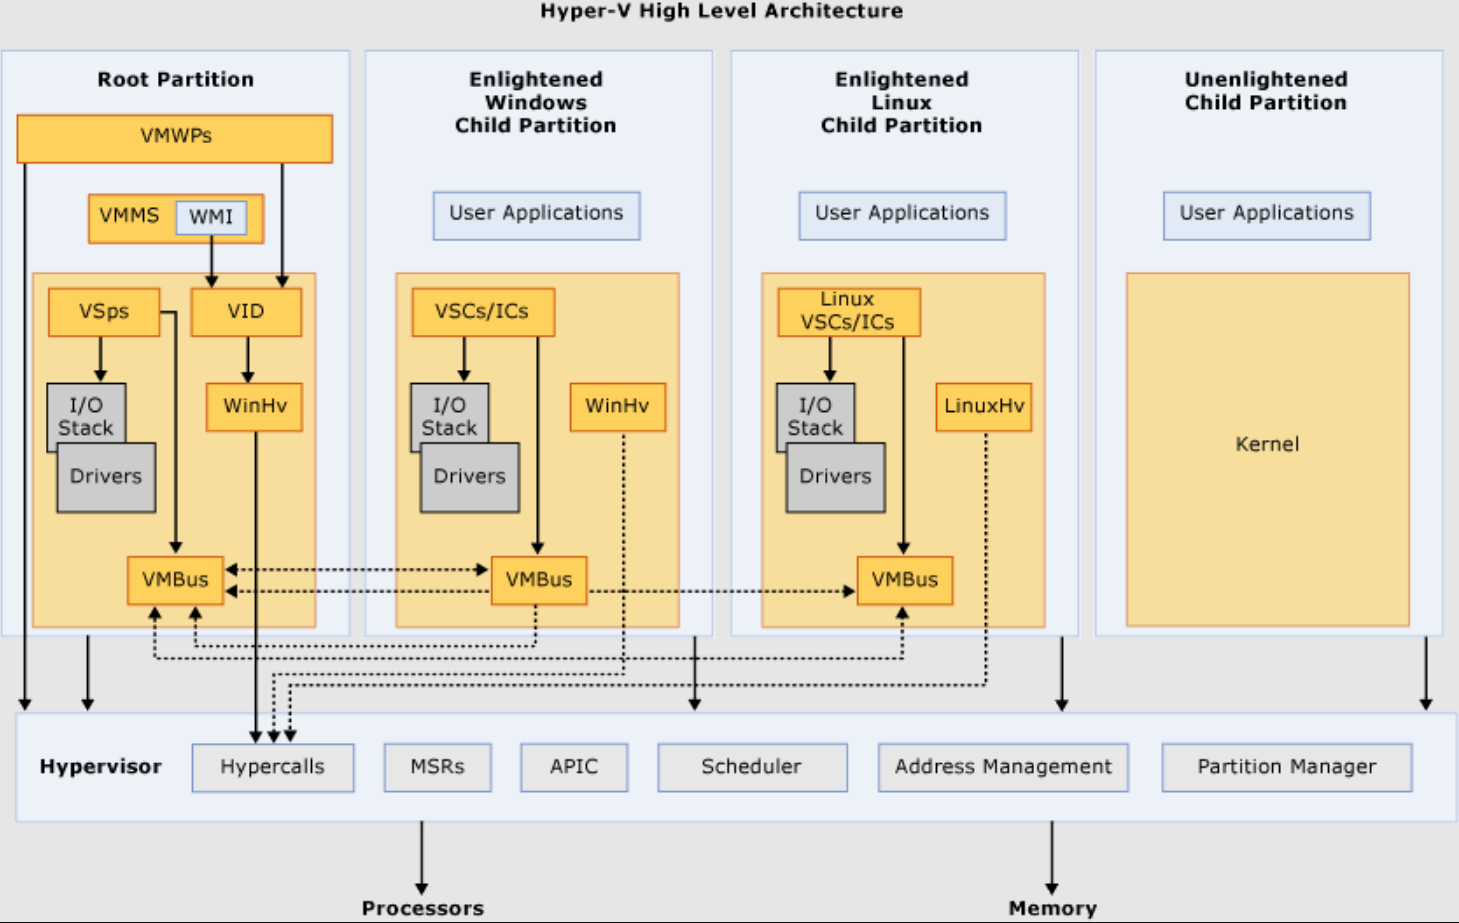 Hyper-V High Level Architecture
Root Partition
VMWPs
VMMS
WMI
VSps
VID
I/O
Stack
Drivers
WinHv
VMBus
Enlightened
Windows
Child Partition
User Applications
VSCs/ICs
I/O
Stack
Drivers
WinHv
VMBus
Enlightened
Linux
Child Partition
User Applications
Linux
VSCs/ICs
I/O
Stack
Drivers
LinuxHv
VMBus
Unenlightened
Child Partition
User Applications
Kernel
Hypervisor
Hypercalls
MSRs
APIC
Scheduler
Address Management
Partition Manager
Processors
Memory